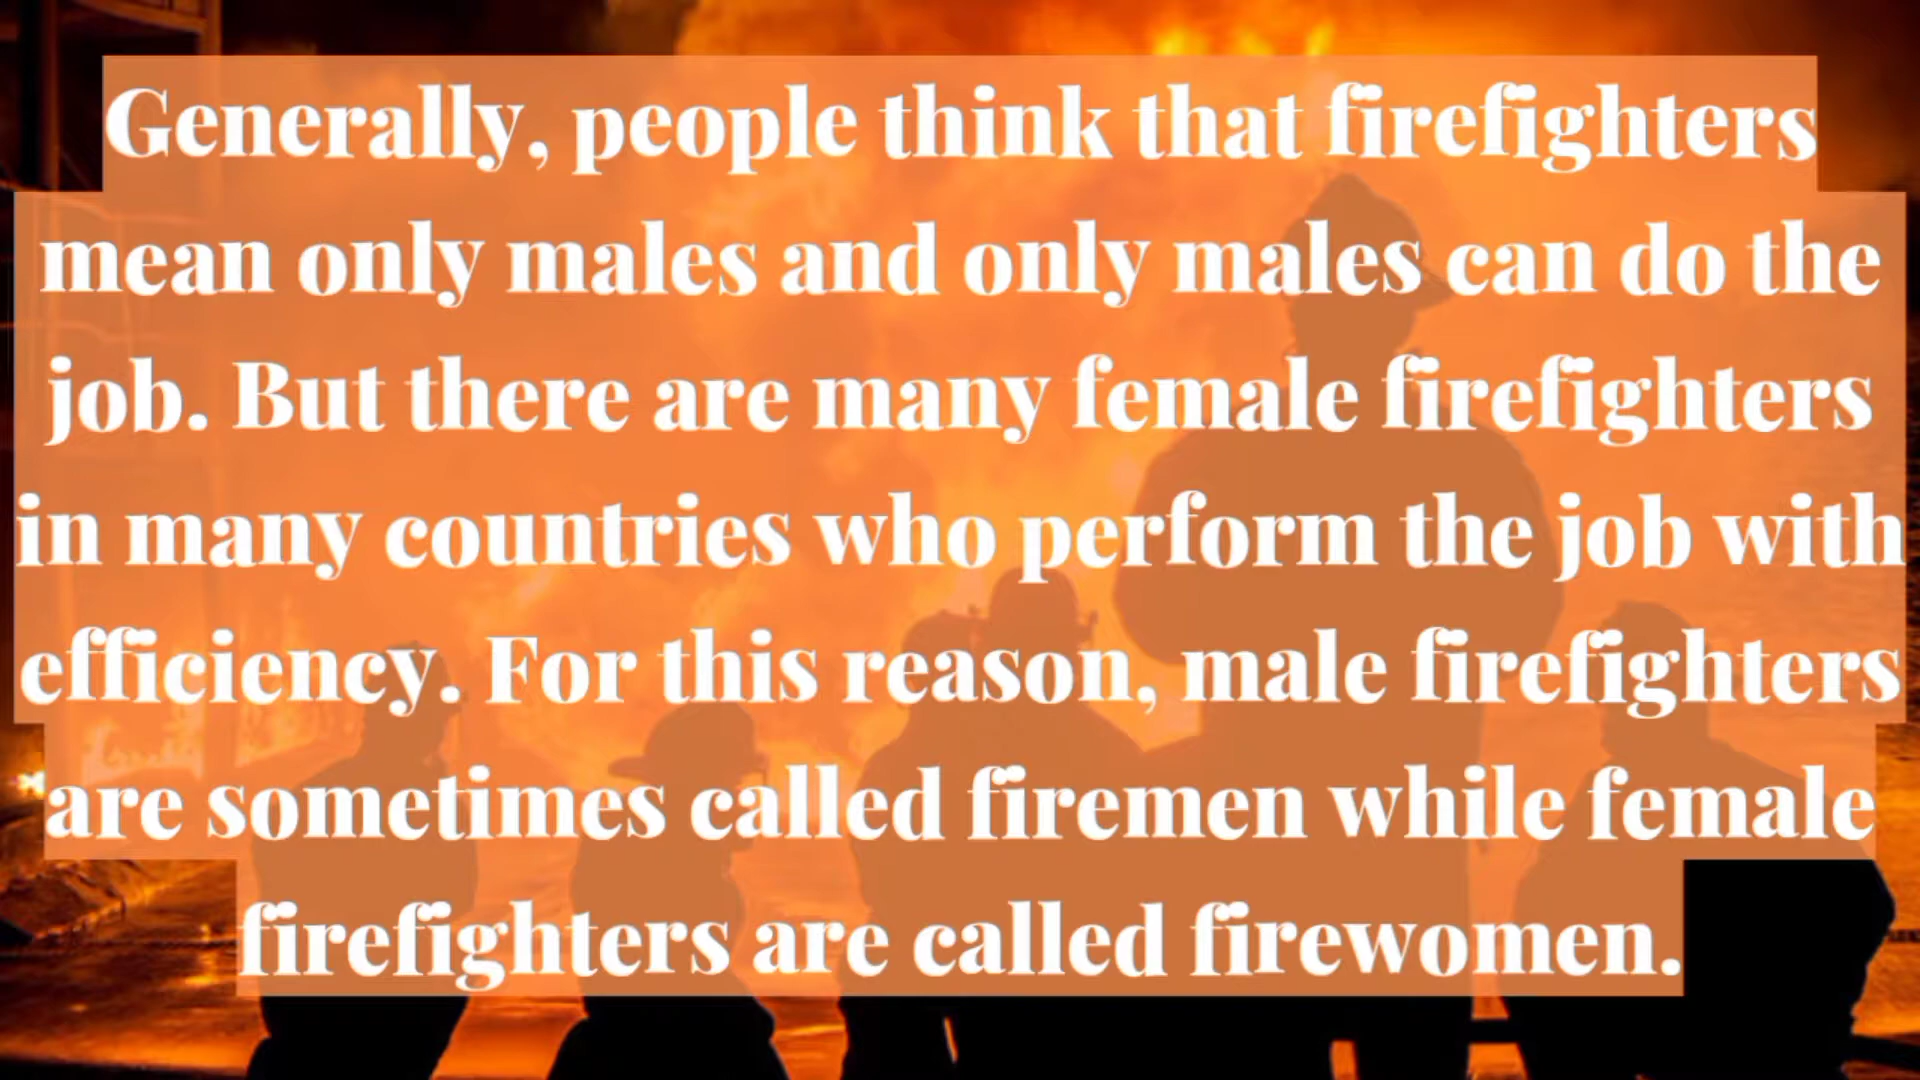 Generally, people think that firefighters
mean only males and only males can do the
job. But there are many female firefighters
in many countries who perform the job with
efficiency. For this reason, male firefighters
are sometimes called firemen while female
firefighters are called firewomen.